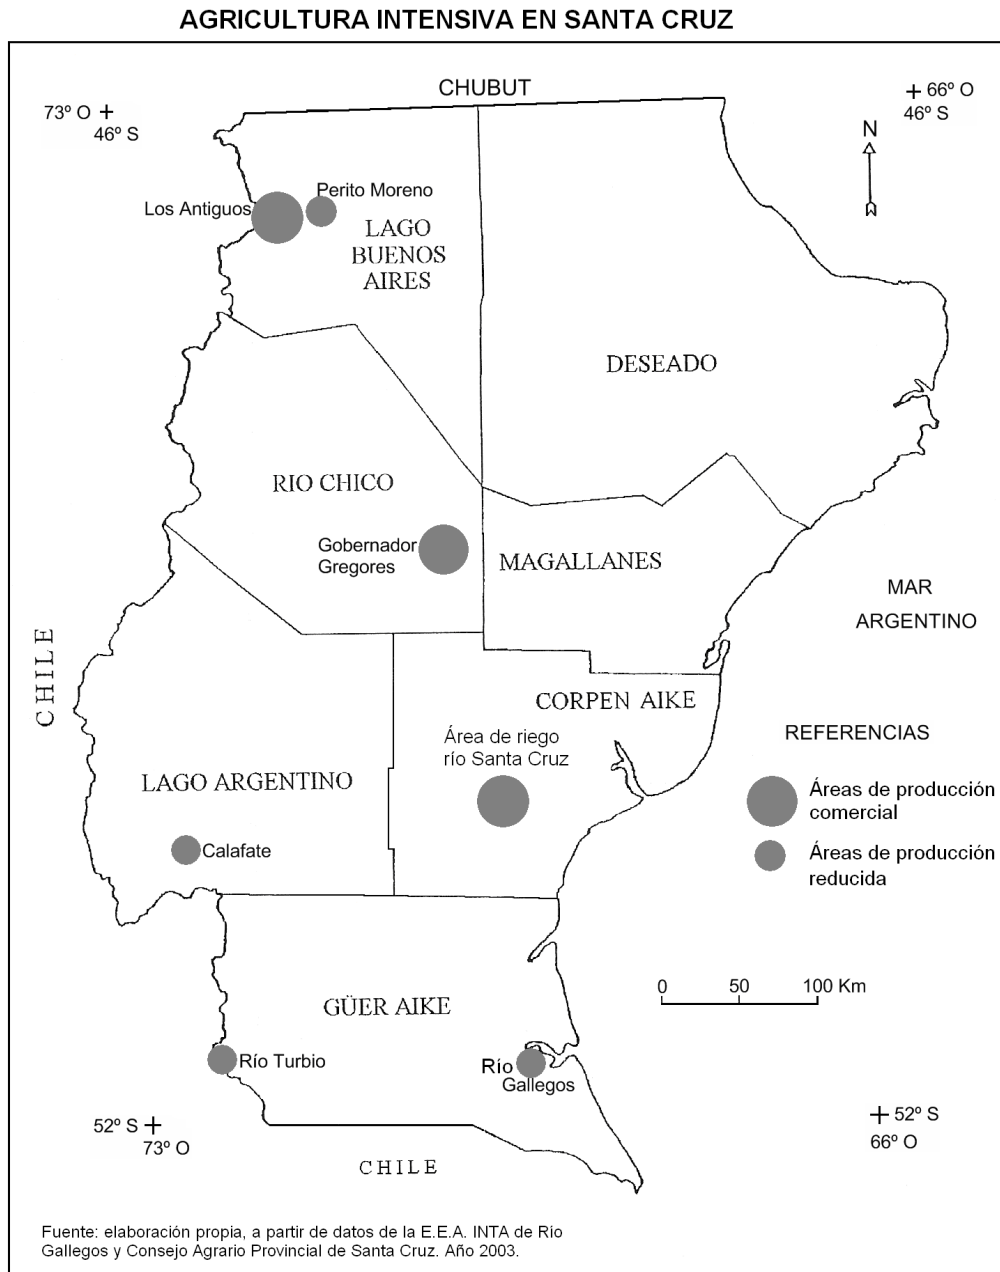 AGRICULTURA INTENSIVA EN SANTA CRUZ
CHUBUT
73º O
46º S
66º O
46º S
N
Perito Moreno
Los Antiguos
LAGO
BUENOS
AIRES
DESEADO
RIO CHICO
Gobernador
Gregores
MAGALLANES
MAR
ARGENTINO
CHILE
CORPEN AIKE
Área de riego
río Santa Cruz
REFERENCIAS
Áreas de producción
comercial
Áreas de producción
reducida
LAGO ARGENTINO
Calafate
0 50 100 Km
GÜER AIKE
Río Turbio
Río
Gallegos
52º S
73º O
52º S
66º O
CHILE
Fuente: elaboración propia, a partir de datos de la E.E.A. INTA de Río
Gallegos y Consejo Agrario Provincial de Santa Cruz. Año 2003.